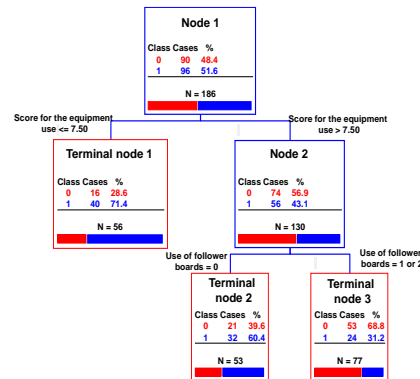 Node 1
Class Cases %
0 90 48.4
1 96 51.6
N = 186
Score for the equipment
use <= 7.50
Score for the equipment
use > 7.50
Terminal node 1
Class Cases %
0 16 28.6
1 40 71.4
N = 56
Node 2
Class Cases %
0 74 56.9
1 56 43.1
N = 130
Use of follower
boards = 0
Use of follower
boards = 1 or 2
Terminal
node 2
Class Cases %
0 21 39.6
1 32 60.4
N = 53
Terminal
node 3
Class Cases %
0 53 68.8
1 24 31.2
N = 77